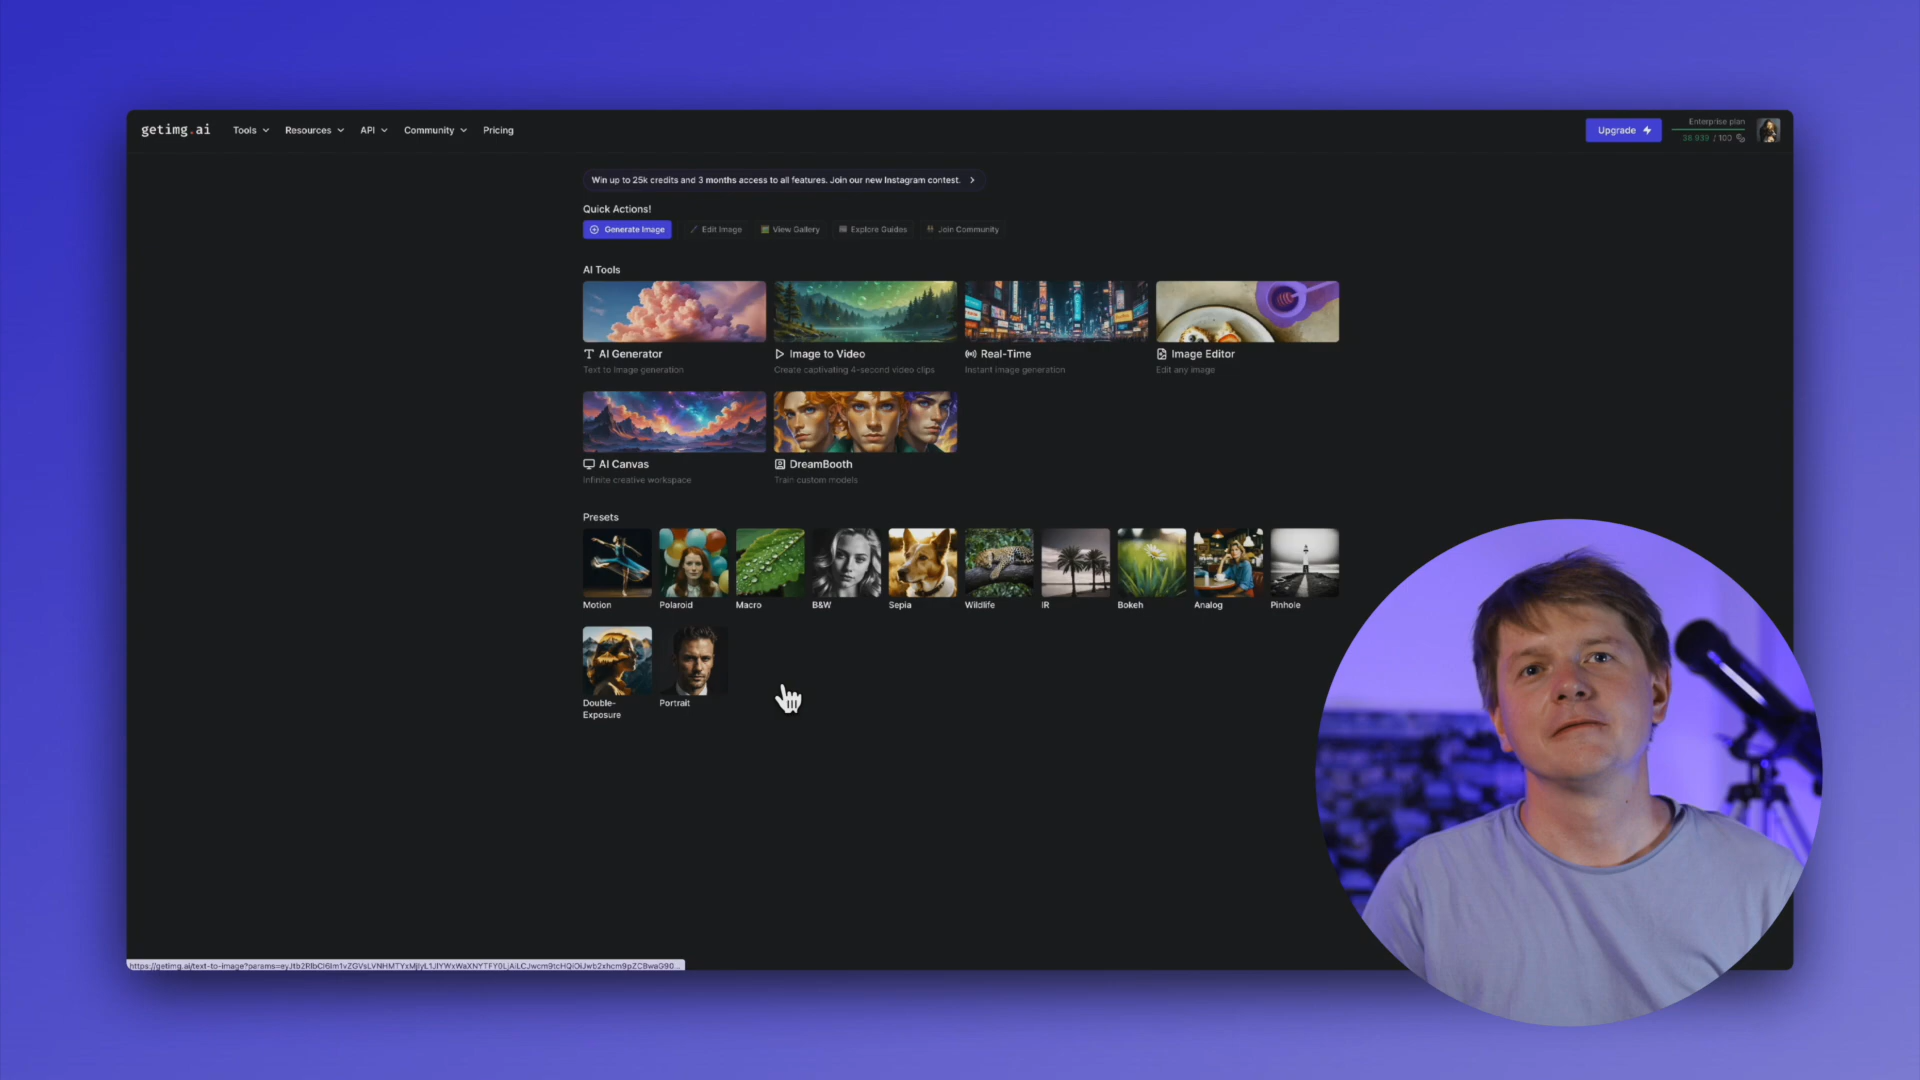 getimg.ai Tools Resources API Community Pricing Upgrade Enterprise plan
36 939 / 100
Win up to 25k credits and 3 months access to all features. Join our new Instagram contest.
Quick Actions!
Generate Image Edit Image View Gallery Explore Guides Join Community
AI Tools
AI Generator Image to Video Real-Time Image Editor
Text to image generation Create captivating 4-second video clips Instant image generation Edit any image
AI Canvas DreamBooth
Infinite creative workspace Train custom models
Presets
Motion Polaroid Macro B&W Sepia Wildlife IR Bokeh Analog Pinhole
Double- Portrait
Exposure